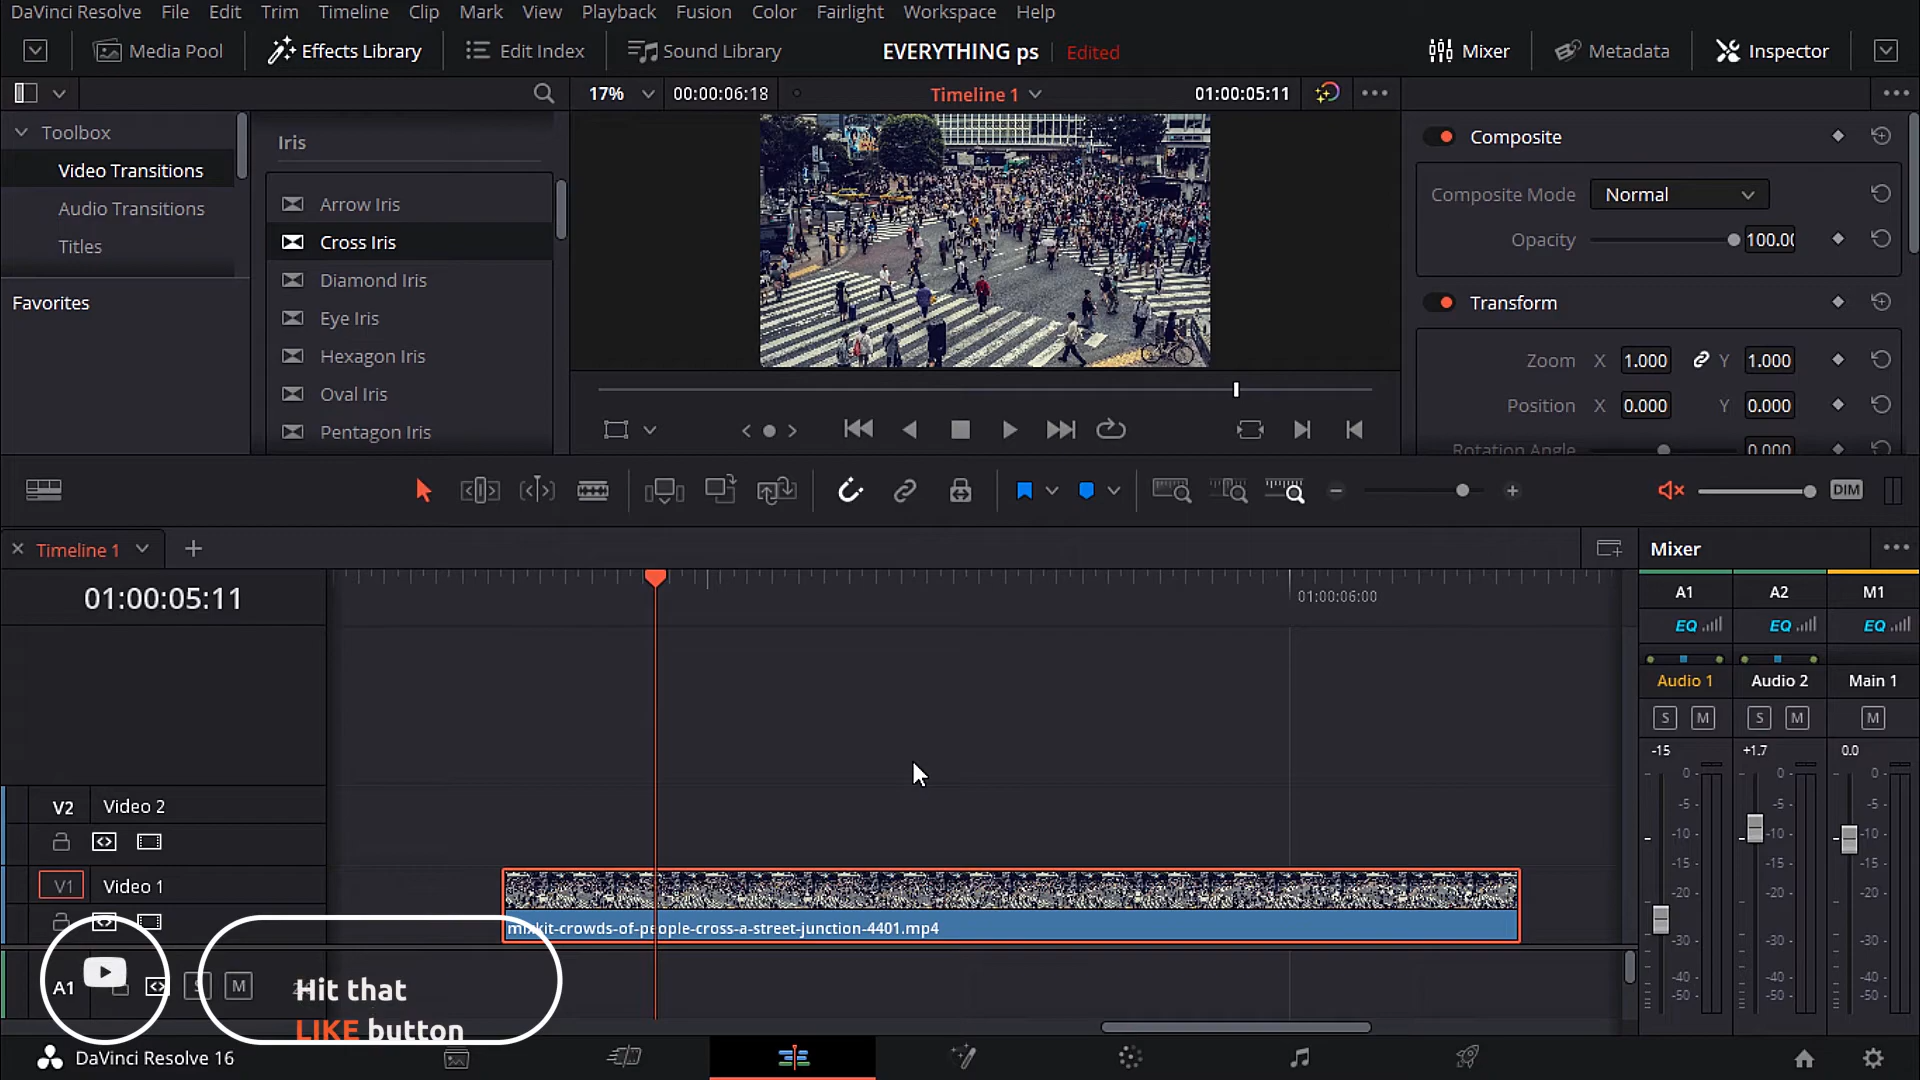 DaVinci Resolve File Edit Trim Timeline Clip Mark View Playback Fusion Color Fairlight Workspace Help
Media Pool Effects Library Edit Index Sound Library EVERYTHING ps Edited Mixer Metadata Inspector
17% 00:00:06:18 Timeline 1 01:00:05:11
Toolbox
Video Transitions
Audio Transitions
Titles
Favorites
Iris
Arrow Iris
Cross Iris
Diamond Iris
Eye Iris
Hexagon Iris
Oval Iris
Pentagon Iris
Composite
Composite Mode Normal
Opacity 100.00
Transform
Zoom X 1.000 Y 1.000
Position X 0.000 Y 0.000
Rotation Angle 0.000
DIM
Timeline 1
01:00:05:11
01:00:06:00
V2 Video 2
V1 Video 1
mixkit-crowds-of-people-cross-a-street-junction-4401.mp4
A1 S M
Hit that
LIKE button
Mixer
A1 A2 M1
EQ EQ EQ
Audio 1 Audio 2 Main 1
S M S M M
-15 +1.7 0.0
0 0 0
-5 -5 -5
-10 -10 -10
-15 -15 -15
-20 -20 -20
-30 -30 -30
-40 -40 -40
-50 -50 -50
DaVinci Resolve 16